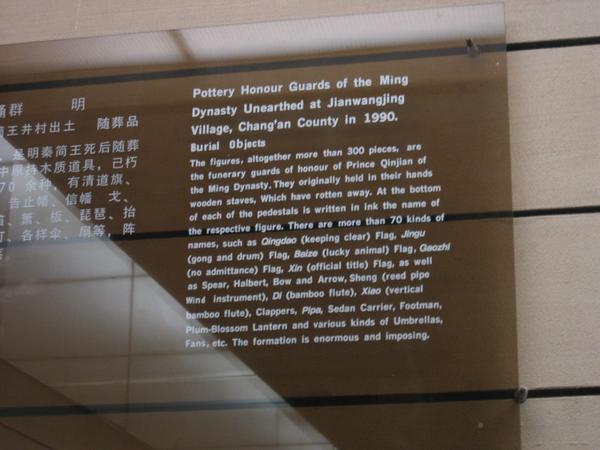 俑群 明
简王井村出土 随葬品
，是明秦简王死后随葬
中原持木质道具，已朽
70 余种，有清道旗、
告止幡、信幡 戈、
笛、箫、板、琵琶、抬
灯、各样伞、扇等，阵
Pottery Honour Guards of the Ming
Dynasty Unearthed at Jianwangjing
Village, Chang'an County in 1990.
Burial Objects
The figures, altogether more than 300 pieces, are
the funerary guards of honour of Prince Qinjian of
the Ming Dynasty. They originally held in their hands
wooden staves, Which have rotten away. At the bottom
of each of the pedestals is written in ink the name of
the respective figure. There are more than 70 kinds of
names, such as Qingdao (keeping clear) Flag, Jingu
(gong and drum) Flag, Baize (lucky animal) Flag, Gaozhi
(no admittance) Flag, Xin (official title) Flag, as well
as Spear, Halbert, Bow and Arrow, Sheng (reed pipe
Wind instrument), Di (bamboo flute), Xiao (vertical
bamboo flute), Clappers, Pipa, Sedan Carrier, Footman,
Plum-Blossom Lantern and various kinds of Umbrellas,
Fans, etc. The formation is enormous and imposing.